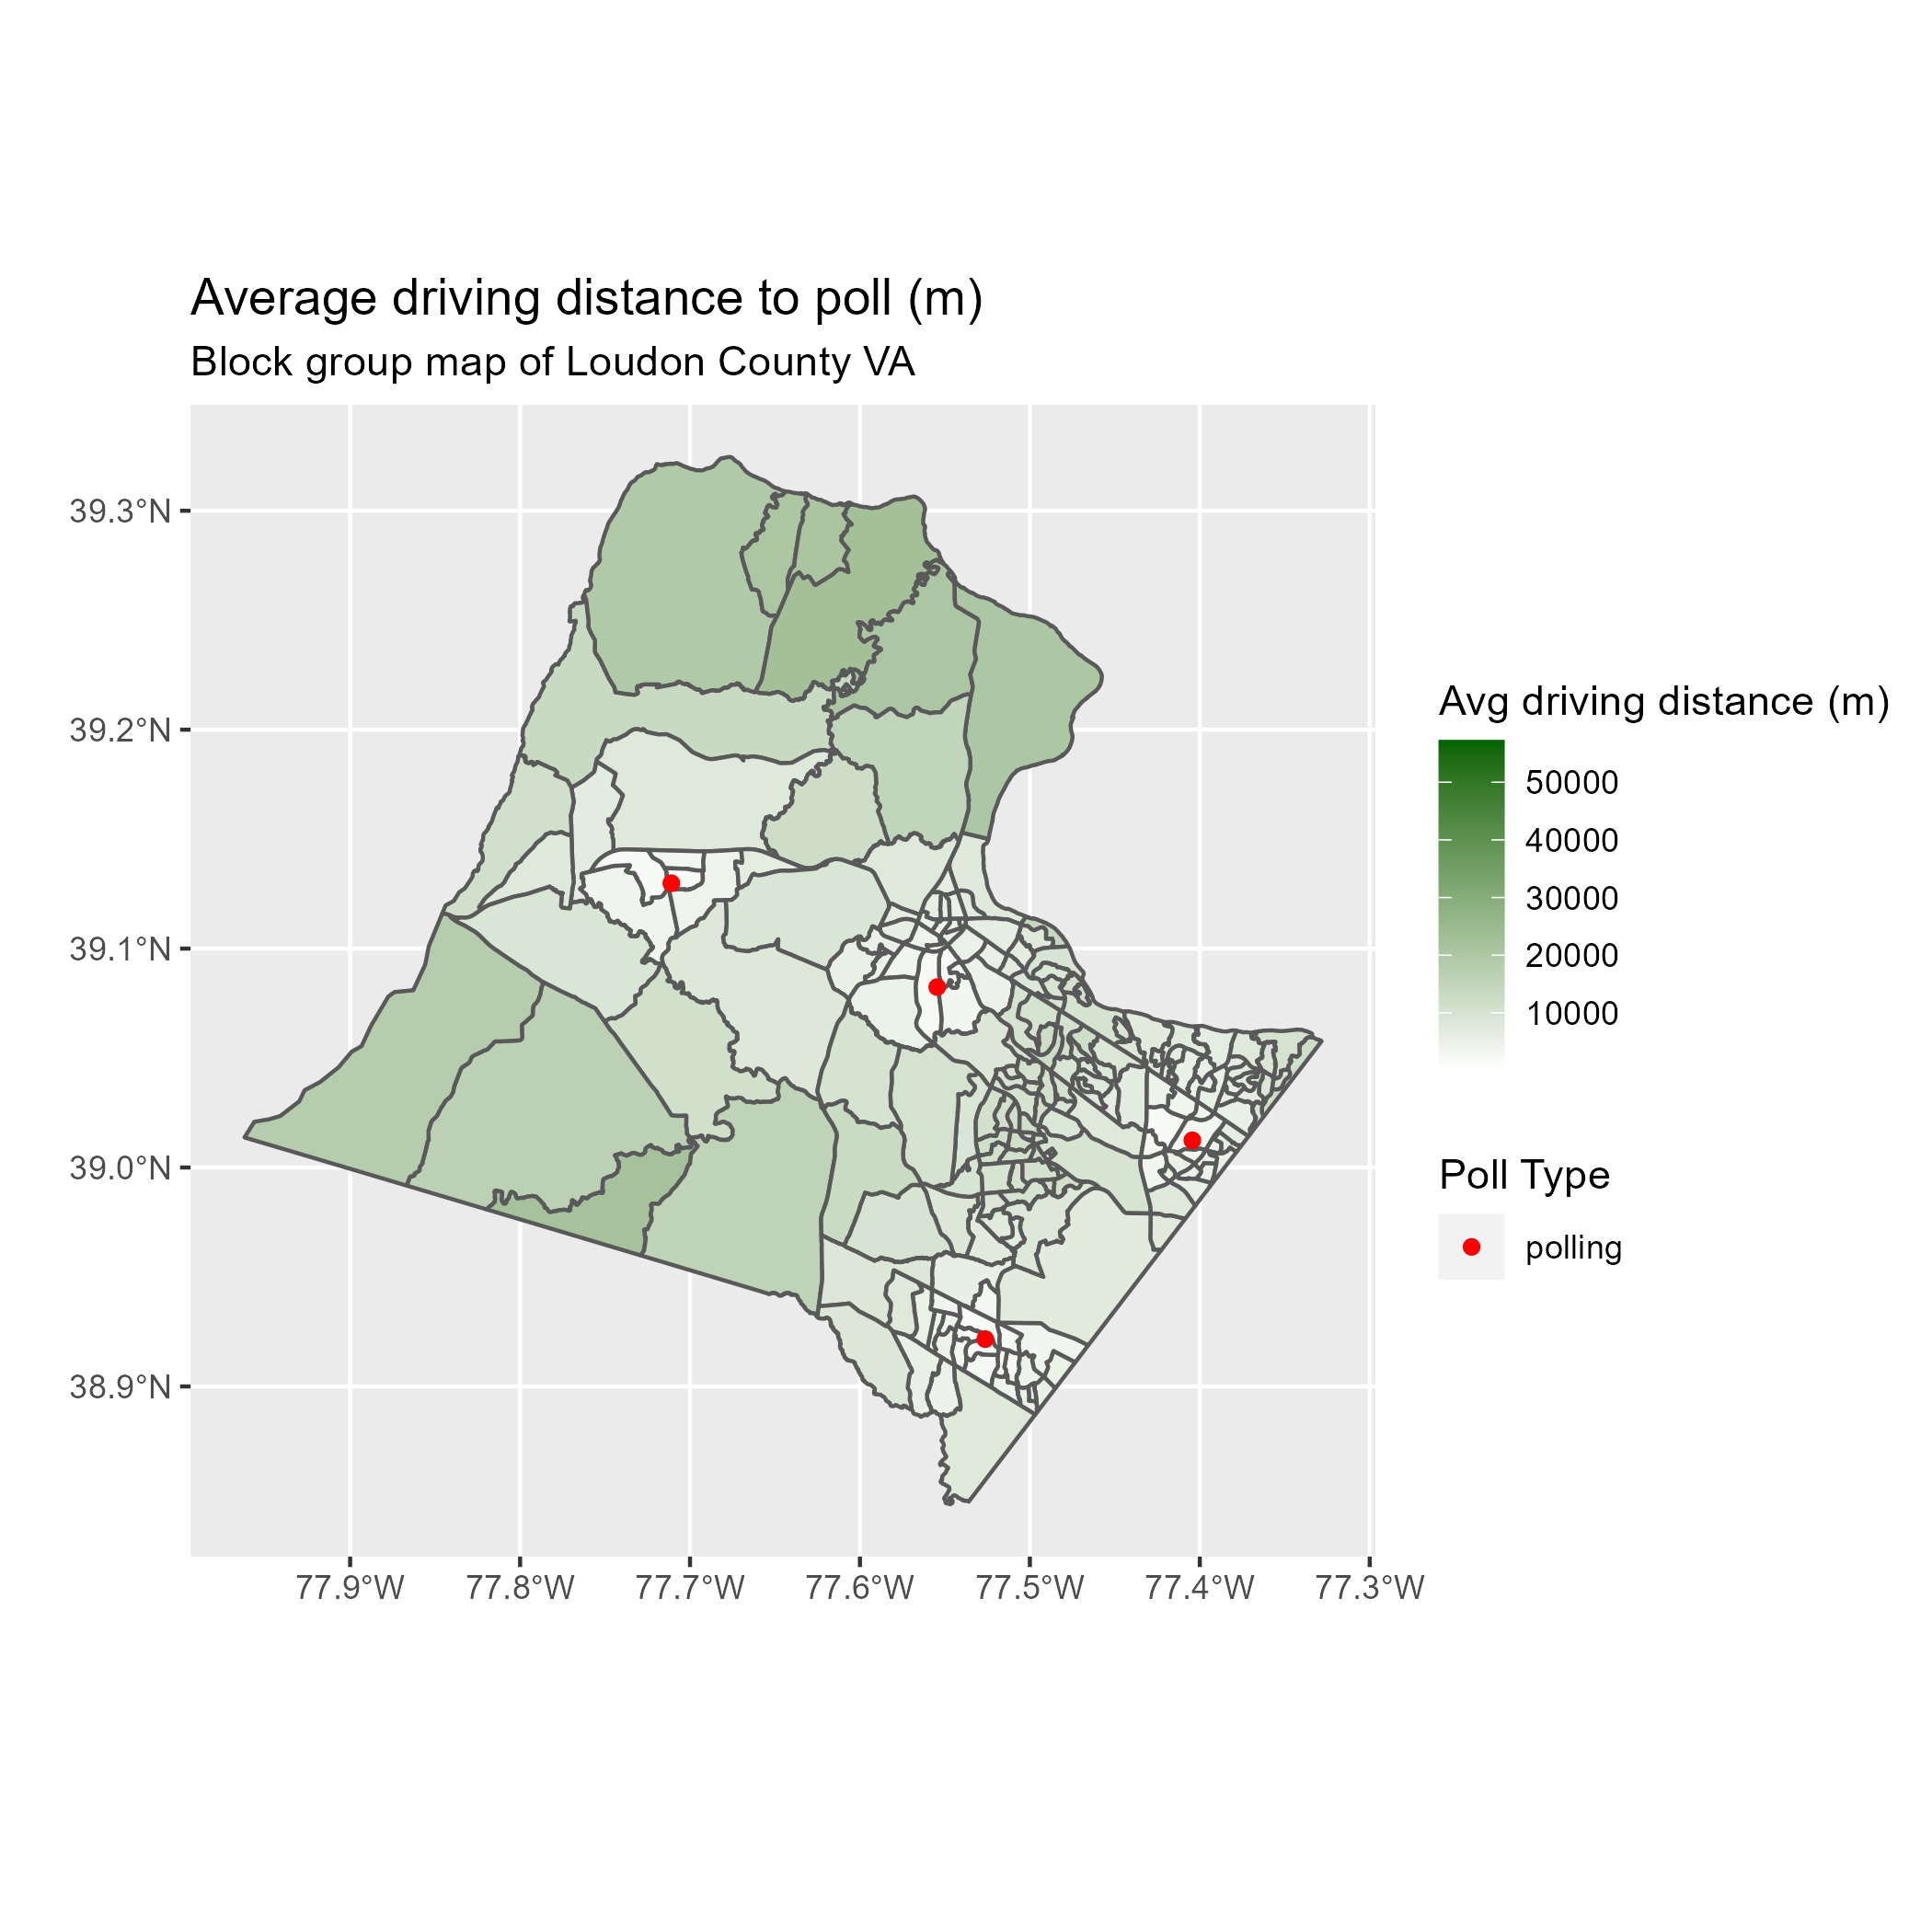 Average driving distance to poll (m)
Block group map of Loudon County VA
39.3°N
39.2°N
39.1°N
39.0°N
38.9°N
77.9°W
77.8°W
77.7°W
77.6°W
77.5°W
77.4°W
77.3°W
Avg driving distance (m)
50000
40000
30000
20000
10000
Poll Type
polling